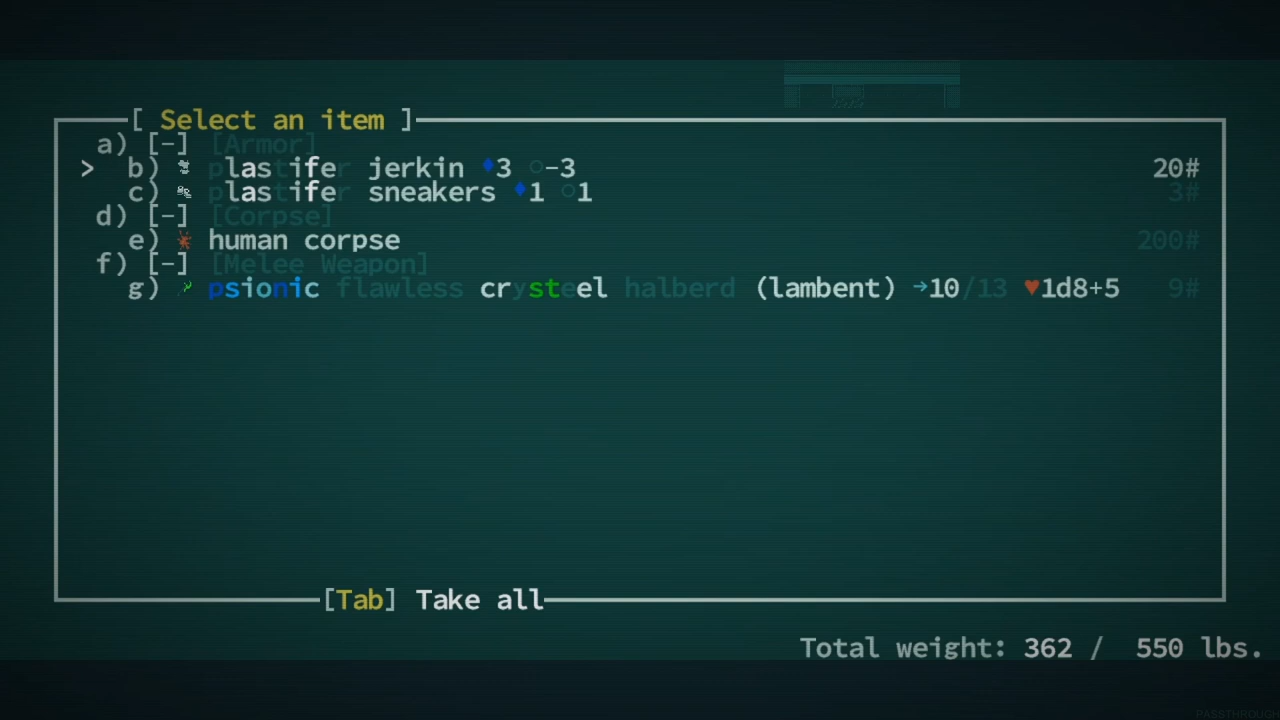 [ Select an item ]
a) [-] [Armor]
> b) plastifer jerkin ♦3 ○-3 20#
c) plastifer sneakers ♦1 ○1 3#
d) [-] [Corpse]
e) human corpse 200#
f) [-] [Melee Weapon]
g) psionic flawless crysteel halberd (lambent) →10/13 ♥1d8+5 9#
[Tab] Take all
Total weight: 362 / 550 lbs.